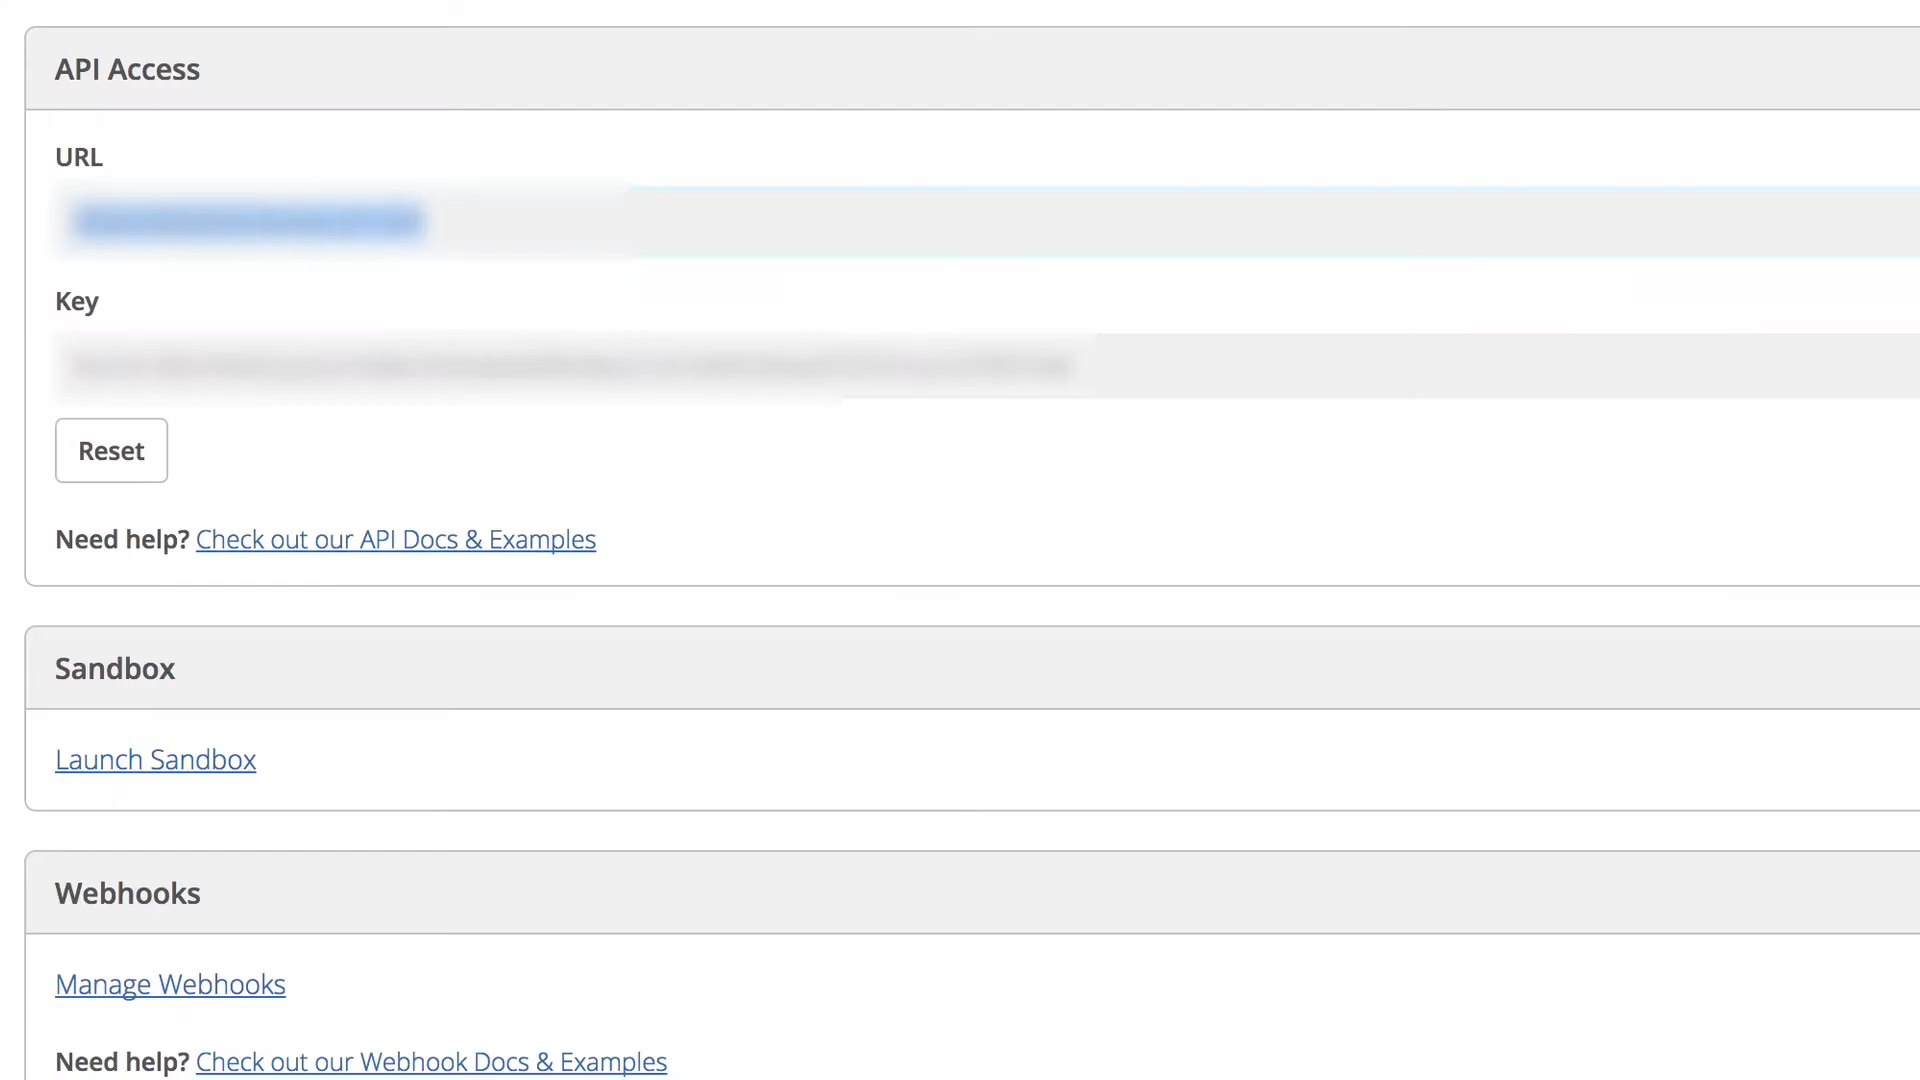 API Access
URL
Key
Reset
Need help? Check out our API Docs & Examples
Sandbox
Launch Sandbox
Webhooks
Manage Webhooks
Need help? Check out our Webhook Docs & Examples